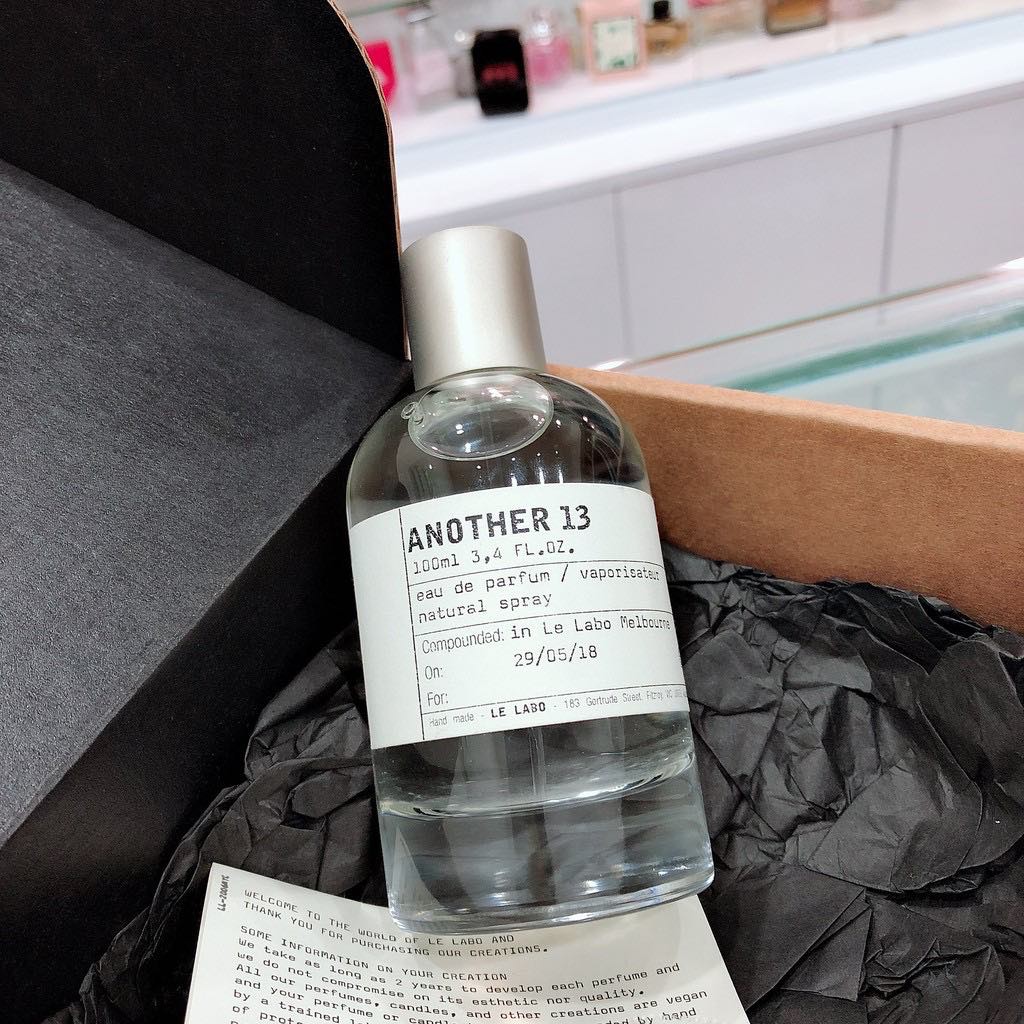 ANOTHER 13
100ml 3,4 FL.OZ.
eau de parfum / vaporisateur
natural spray
Compounded: in Le Labo Melbourne
On: 29/05/18
For:
Hand made - LE LABO - 183 Gertrude Street, Fitzroy
WELCOME TO THE WORLD OF LE LABO AND
THANK YOU FOR PURCHASING OUR CREATIONS.
SOME INFORMATION ON YOUR CREATION
We take as long as 2 years to develop each perfume and
we do not compromise on its esthetic nor quality.
All our perfumes, candles, and other creations are vegan
and your perfume or by hand
by a trained
of